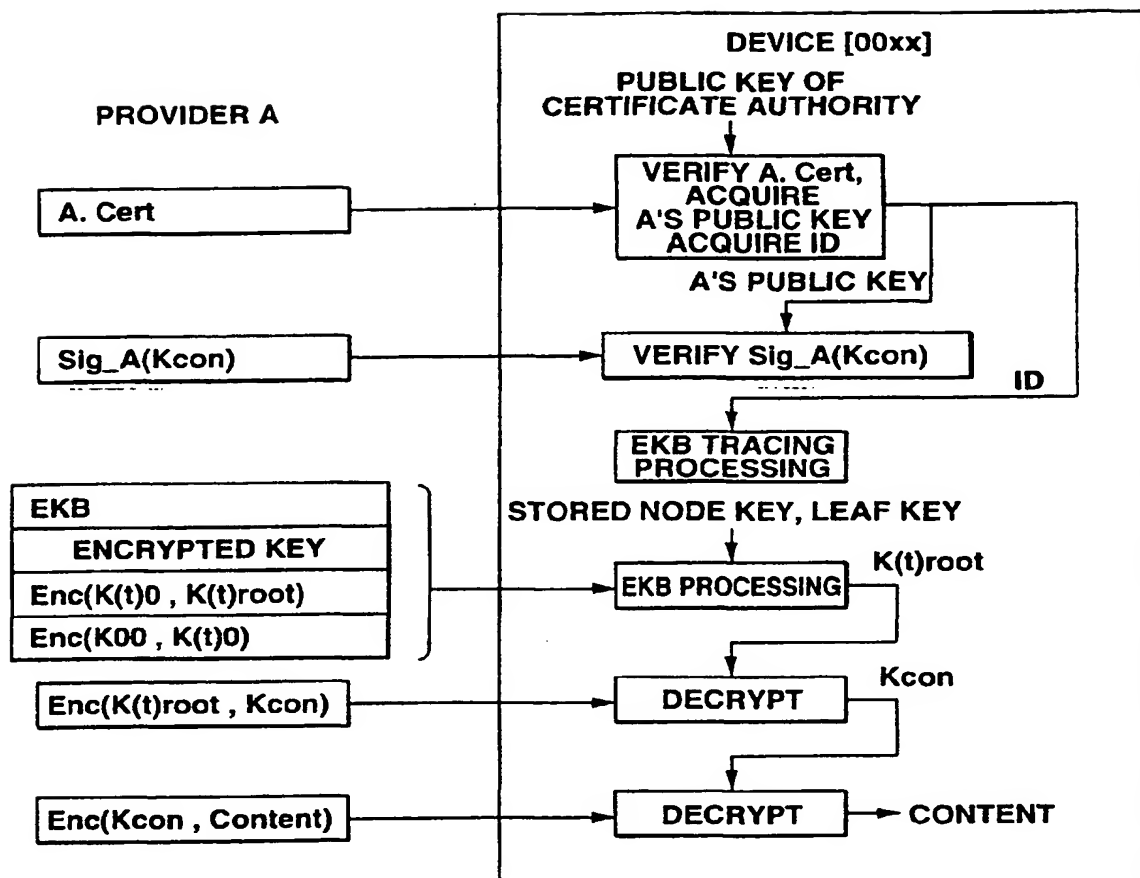 DEVICE [00xx]
PUBLIC KEY OF
CERTIFICATE AUTHORITY
PROVIDER A
A. Cert
VERIFY A. Cert,
ACQUIRE
A'S PUBLIC KEY
ACQUIRE ID
A'S PUBLIC KEY
Sig_A(Kcon)
VERIFY Sig_A(Kcon)
ID
EKB TRACING
PROCESSING
EKB
ENCRYPTED KEY
Enc(K(t)0 , K(t)root)
Enc(K00 , K(t)0)
STORED NODE KEY, LEAF KEY
EKB PROCESSING
K(t)root
Enc(K(t)root , Kcon)
DECRYPT
Kcon
Enc(Kcon , Content)
DECRYPT
CONTENT